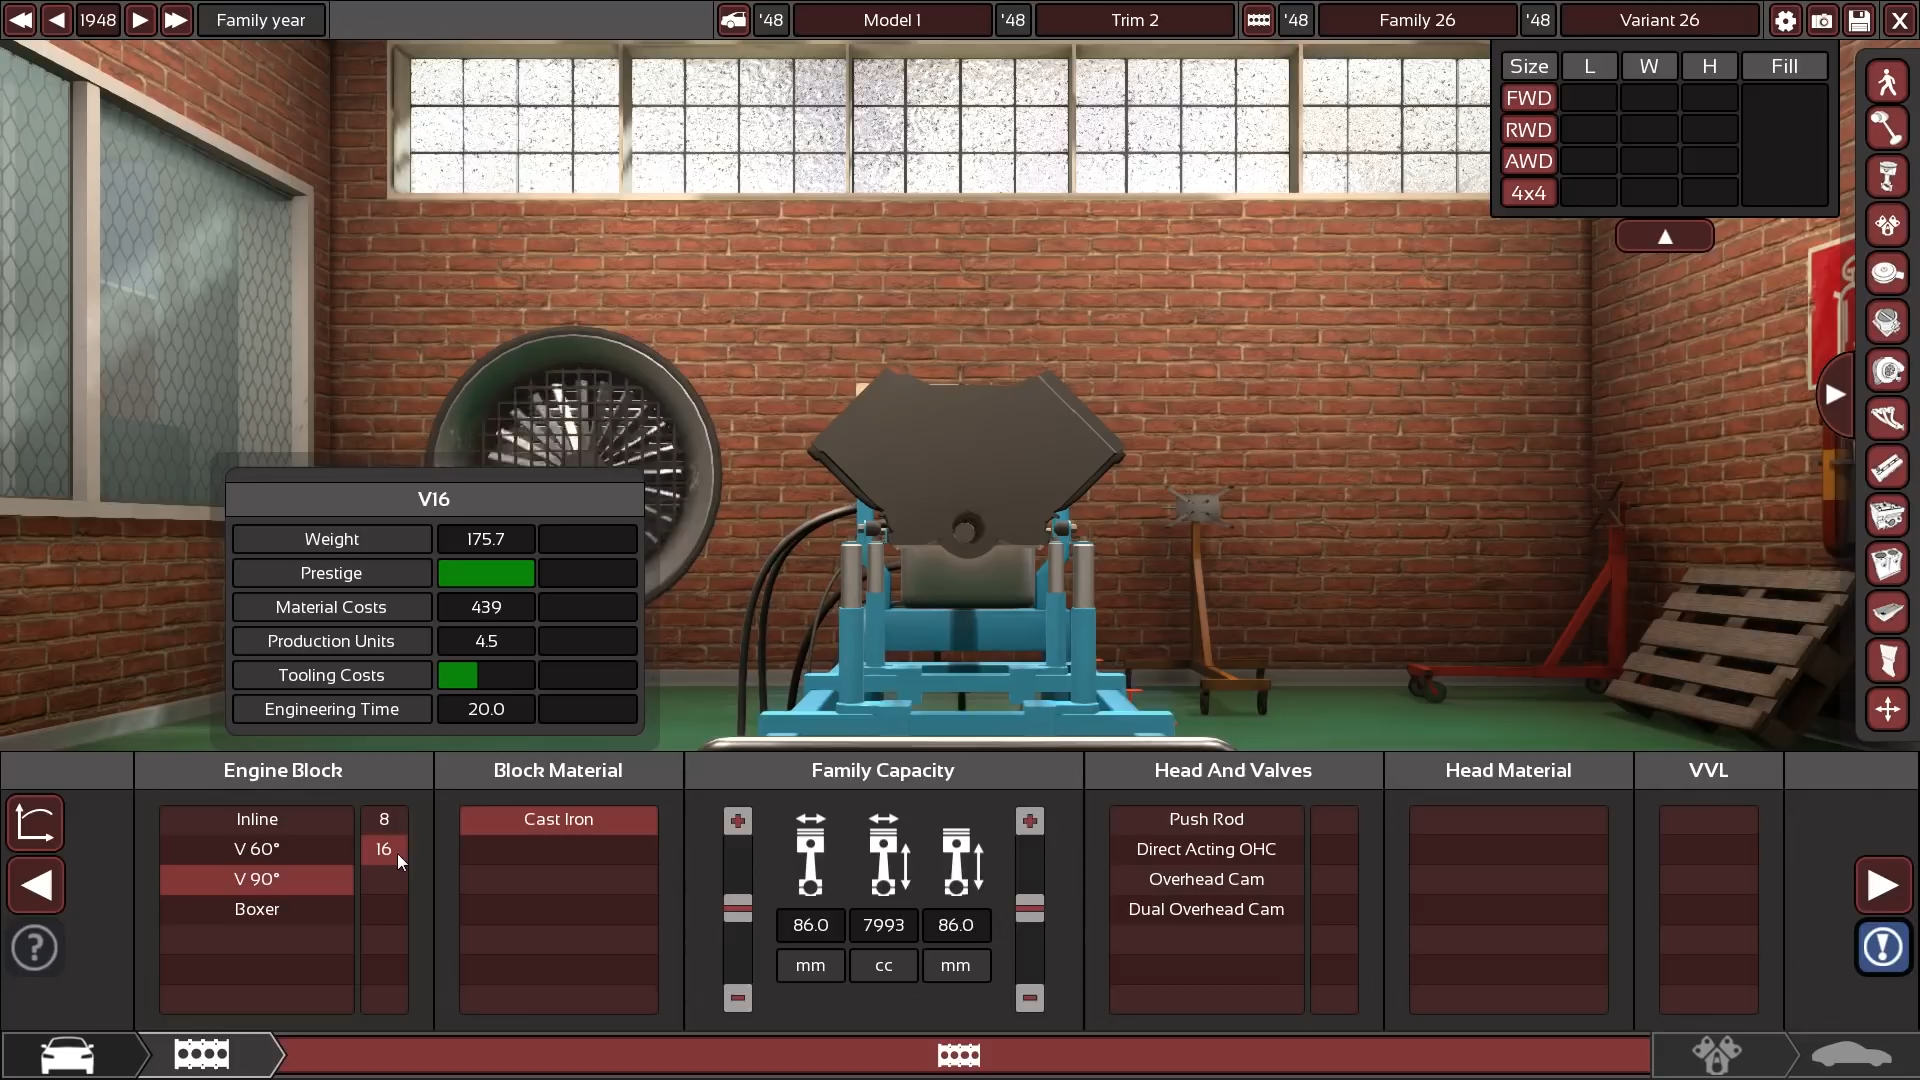 1948
Family year
'48
Model 1
'48
Trim 2
'48
Family 26
'48
Variant 26
X
Size L W H Fill
FWD
RWD
AWD
4x4
V16
Weight 175.7
Prestige
Material Costs 439
Production Units 4.5
Tooling Costs
Engineering Time 20.0
Engine Block
Inline 8
V 60° 16
V 90°
Boxer
Block Material
Cast Iron
Family Capacity
86.0 7993 86.0
mm cc mm
Head And Valves
Push Rod
Direct Acting OHC
Overhead Cam
Dual Overhead Cam
Head Material
VVL
?